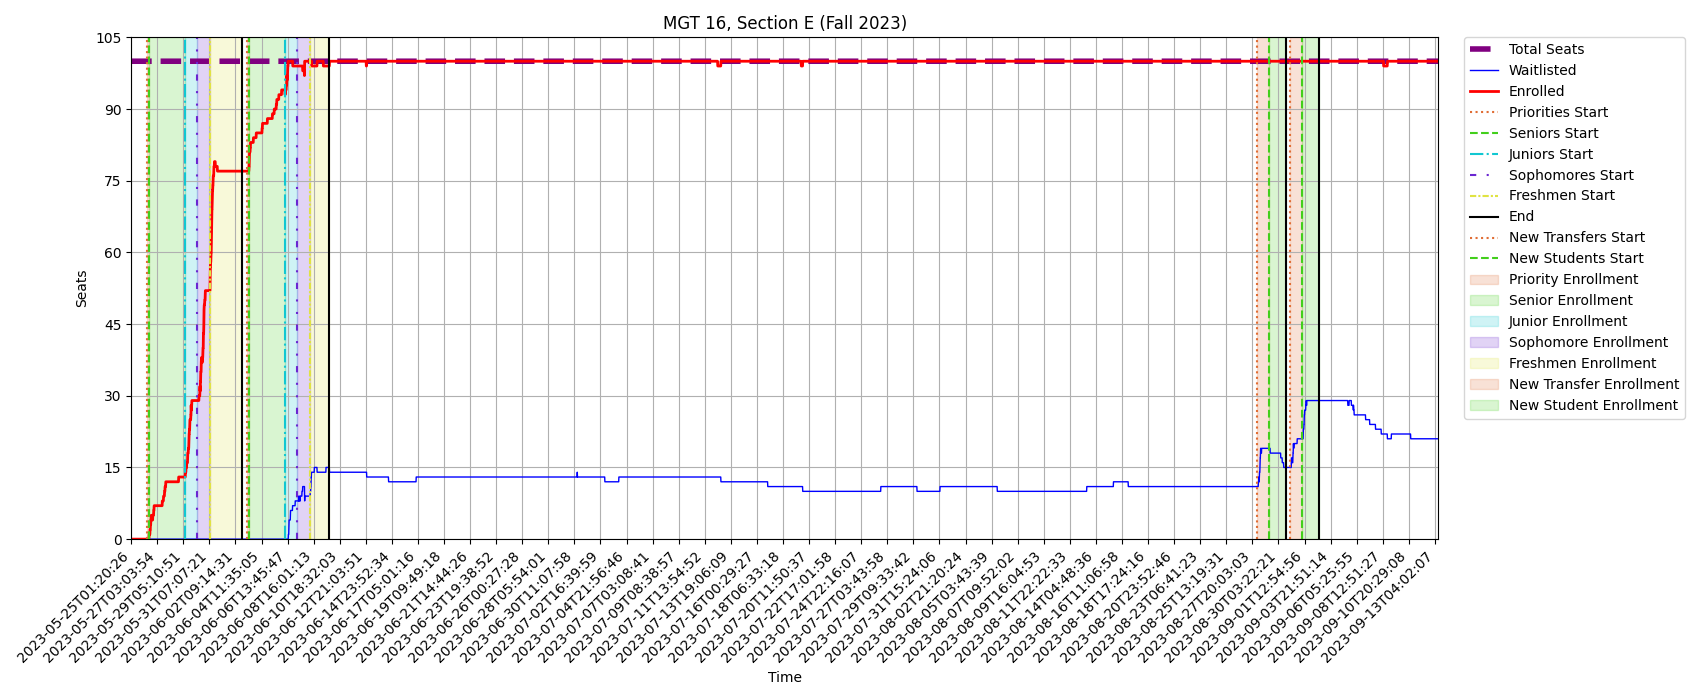 MGT 16, Section E (Fall 2023)
105
90
75
60
45
30
15
0
Seats
2023-05-25T01:20:26
2023-05-27T03:03:54
2023-05-29T05:10:51
2023-05-31T07:07:21
2023-06-02T09:14:31
2023-06-04T11:35:05
2023-06-06T13:45:47
2023-06-08T16:01:13
2023-06-10T18:32:03
2023-06-12T21:03:51
2023-06-14T23:52:34
2023-06-17T05:01:16
2023-06-19T09:49:18
2023-06-21T14:44:26
2023-06-23T19:38:52
2023-06-26T00:27:28
2023-06-28T05:54:01
2023-06-30T11:07:58
2023-07-02T16:39:59
2023-07-04T21:56:46
2023-07-07T03:08:41
2023-07-09T08:38:57
2023-07-11T13:54:52
2023-07-13T19:06:09
2023-07-16T00:29:27
2023-07-18T06:33:18
2023-07-20T11:50:37
2023-07-22T17:01:58
2023-07-24T22:16:07
2023-07-27T03:43:58
2023-07-29T09:33:42
2023-07-31T15:24:06
2023-08-02T21:20:24
2023-08-05T03:43:39
2023-08-07T09:52:02
2023-08-09T16:04:53
2023-08-11T22:22:33
2023-08-14T04:48:36
2023-08-16T11:06:58
2023-08-18T17:24:16
2023-08-20T23:52:46
2023-08-23T06:41:23
2023-08-25T13:19:31
2023-08-27T20:03:03
2023-08-30T03:22:21
2023-09-01T12:54:56
2023-09-03T21:51:14
2023-09-06T05:25:55
2023-09-08T12:51:27
2023-09-10T20:29:08
2023-09-13T04:02:07
Time
Total Seats
Waitlisted
Enrolled
Priorities Start
Seniors Start
Juniors Start
Sophomores Start
Freshmen Start
End
New Transfers Start
New Students Start
Priority Enrollment
Senior Enrollment
Junior Enrollment
Sophomore Enrollment
Freshmen Enrollment
New Transfer Enrollment
New Student Enrollment